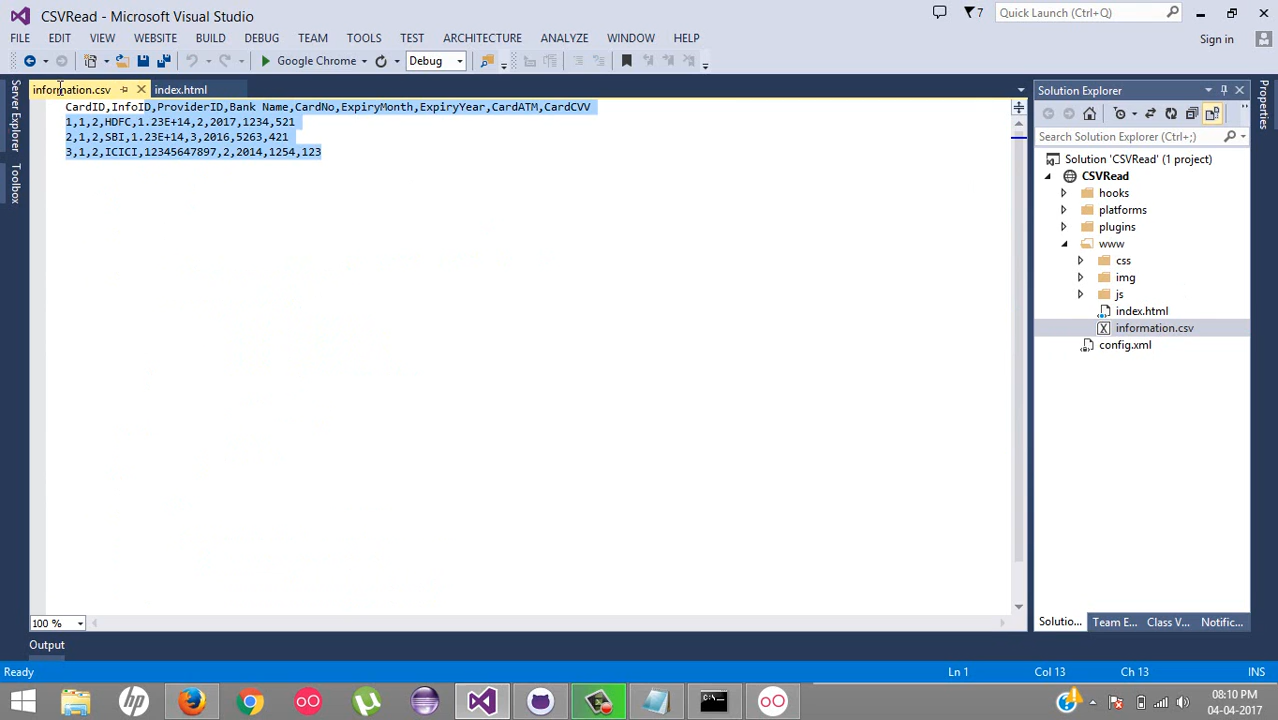 CSVRead - Microsoft Visual Studio
7
Quick Launch (Ctrl+Q)
FILE EDIT VIEW WEBSITE BUILD DEBUG TEAM TOOLS TEST ARCHITECTURE ANALYZE WINDOW HELP
Sign in
Google Chrome
Debug
Server Explorer
Toolbox
information.csv
index.html
CardID,InfoID,ProviderID,Bank Name,CardNo,ExpiryMonth,ExpiryYear,CardATM,CardCVV
1,1,2,HDFC,1.23E+14,2,2017,1234,521
2,1,2,SBI,1.23E+14,3,2016,5263,421
3,1,2,ICICI,12345647897,2,2014,1254,123
Solution Explorer
Search Solution Explorer (Ctrl+;)
Solution 'CSVRead' (1 project)
CSVRead
hooks
platforms
plugins
www
css
img
js
index.html
information.csv
config.xml
Properties
100 %
Solutio... Team E... Class V... Notific...
Output
Ready
Ln 1
Col 13
Ch 13
INS
08:10 PM
04-04-2017